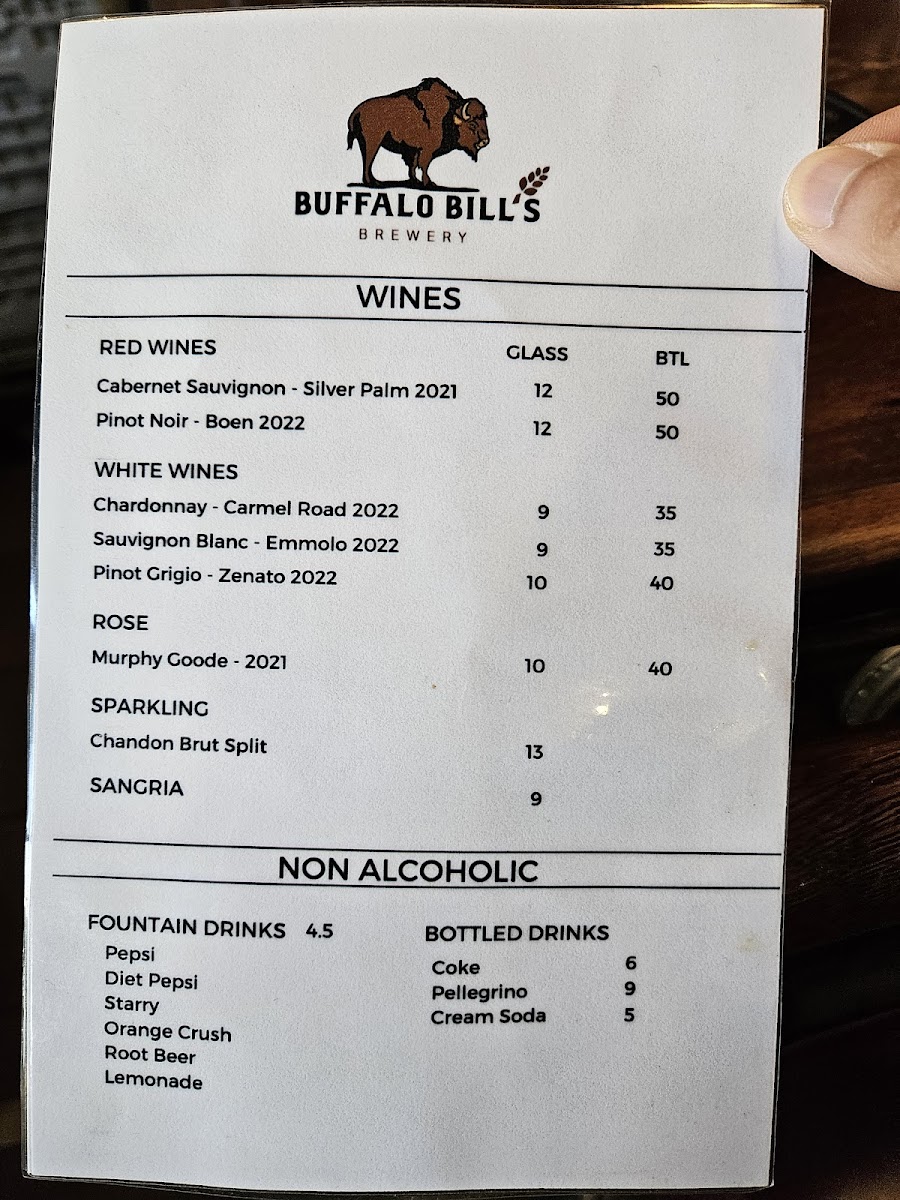 BUFFALO BILL'S
BREWERY
WINES
RED WINES GLASS BTL
Cabernet Sauvignon - Silver Palm 2021 12 50
Pinot Noir - Boen 2022 12 50
WHITE WINES
Chardonnay - Carmel Road 2022 9 35
Sauvignon Blanc - Emmolo 2022 9 35
Pinot Grigio - Zenato 2022 10 40
ROSE
Murphy Goode - 2021 10 40
SPARKLING
Chandon Brut Split 13
SANGRIA 9
NON ALCOHOLIC
FOUNTAIN DRINKS 4.5
Pepsi
Diet Pepsi
Starry
Orange Crush
Root Beer
Lemonade
BOTTLED DRINKS
Coke 6
Pellegrino 9
Cream Soda 5